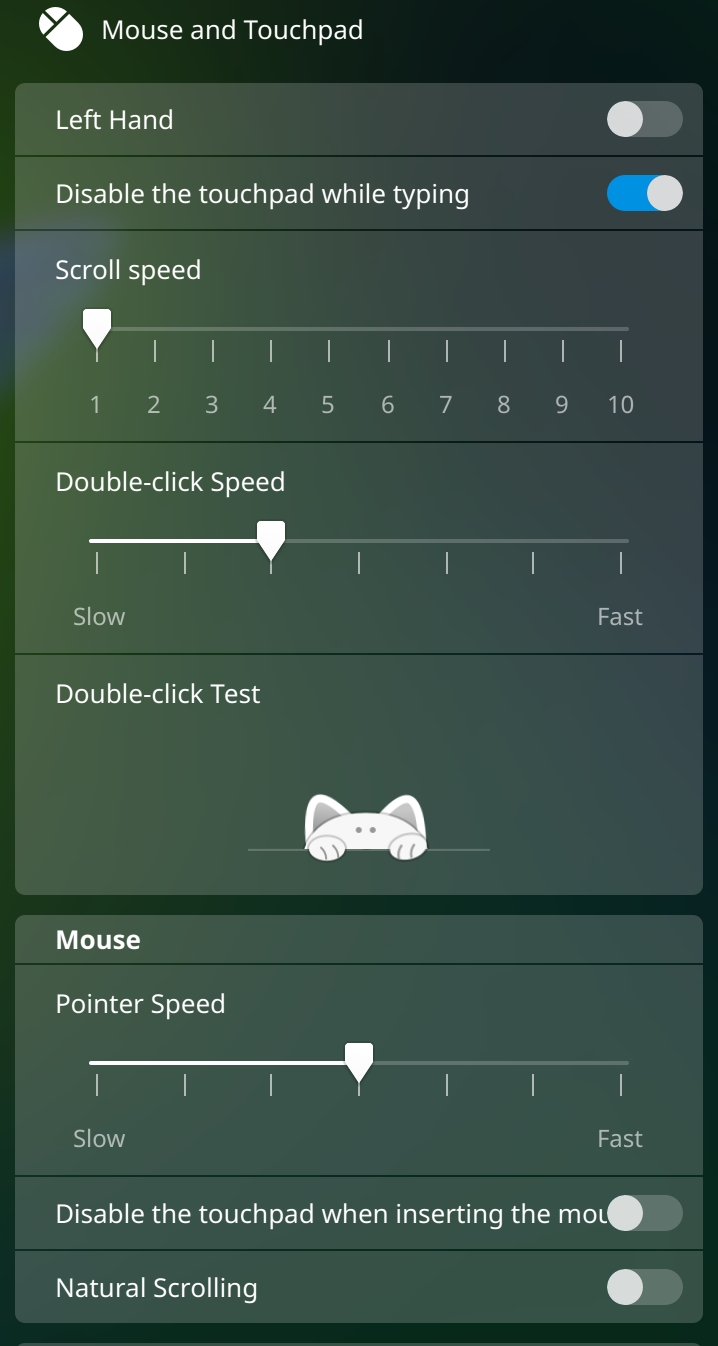 Mouse and Touchpad
Left Hand
Disable the touchpad while typing
Scroll speed
1 2 3 4 5 6 7 8 9 10
Double-click Speed
Slow Fast
Double-click Test
Mouse
Pointer Speed
Slow Fast
Disable the touchpad when inserting the mou
Natural Scrolling